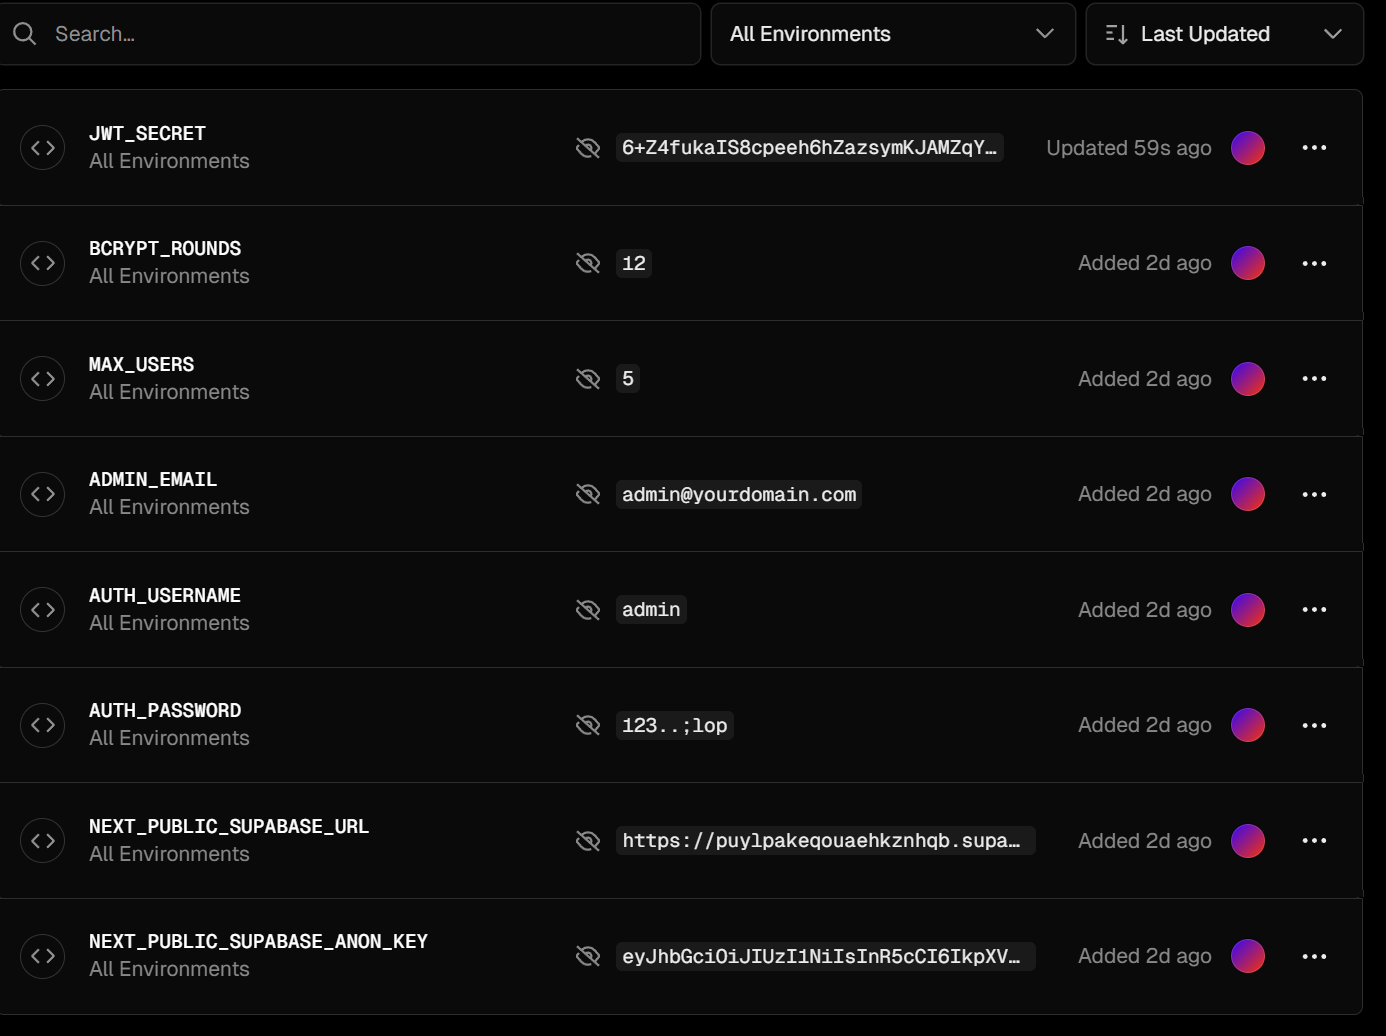 Search...
All Environments
Last Updated
JWT_SECRET
All Environments
6+Z4fukaIS8cpeeh6hZazsymKJAMZqY…
Updated 59s ago
BCRYPT_ROUNDS
All Environments
12
Added 2d ago
MAX_USERS
All Environments
5
Added 2d ago
ADMIN_EMAIL
All Environments
admin@yourdomain.com
Added 2d ago
AUTH_USERNAME
All Environments
admin
Added 2d ago
AUTH_PASSWORD
All Environments
123..;lop
Added 2d ago
NEXT_PUBLIC_SUPABASE_URL
All Environments
https://puylpakeqouaehkznhqb.supa…
Added 2d ago
NEXT_PUBLIC_SUPABASE_ANON_KEY
All Environments
eyJhbGciOiJIUzI1NiIsInR5cCI6IkpXV…
Added 2d ago